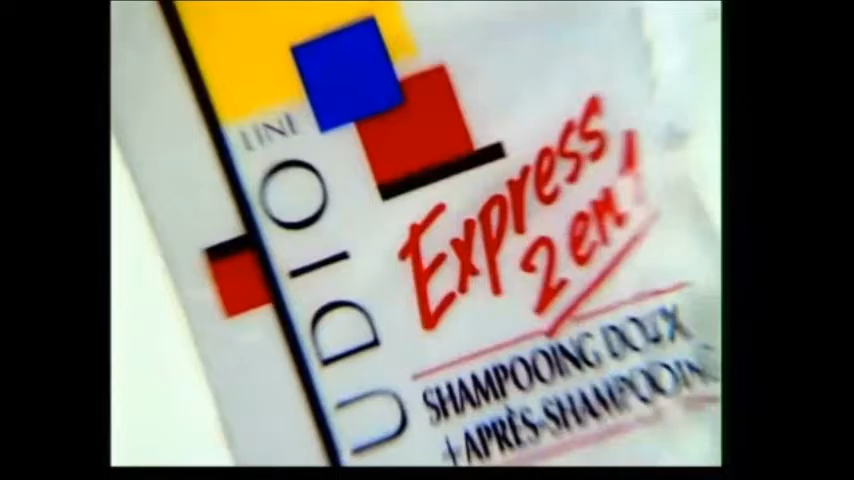 LINE
UDIO
Express
2 en 1
SHAMPOOING DOUX
+APRÈS-SHAMPOOING